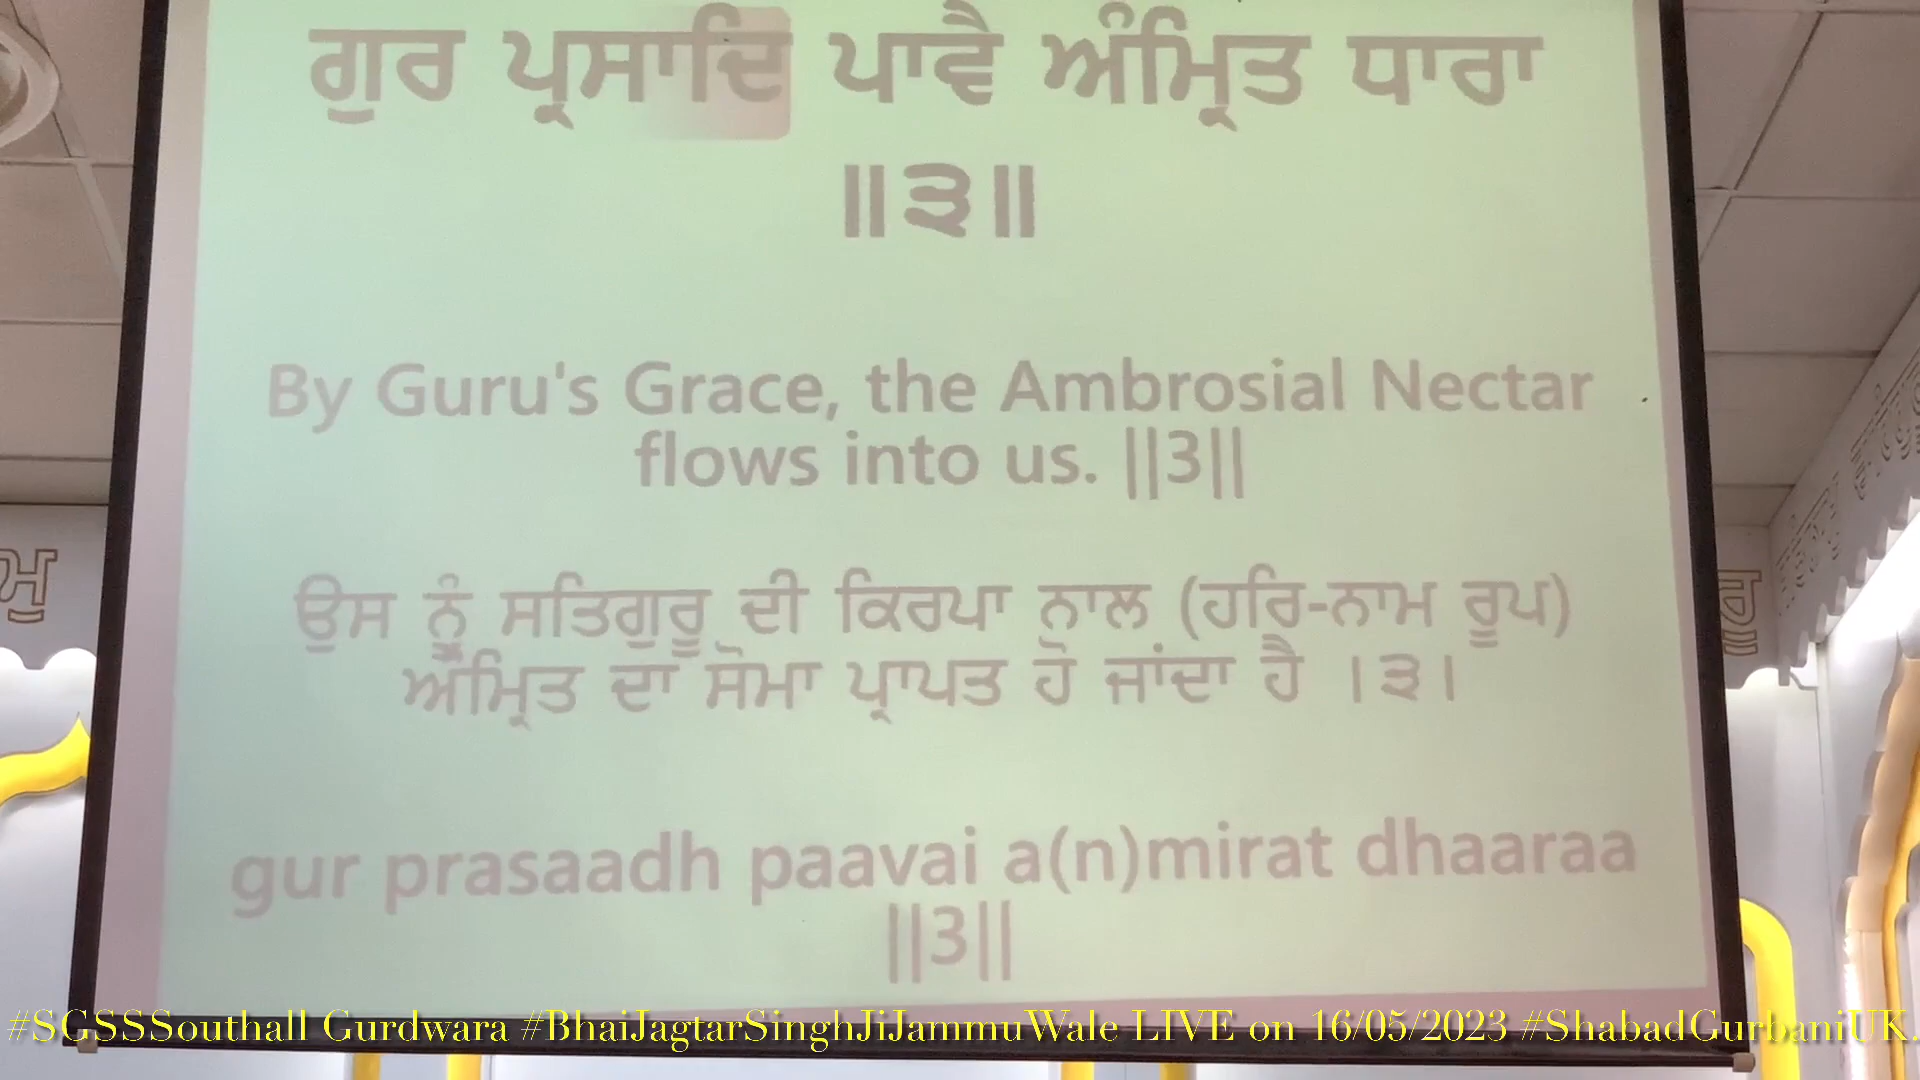 ਗੁਰ ਪ੍ਰਸਾਦਿ ਪਾਵੈ ਅੰਮ੍ਰਿਤ ਧਾਰਾ
॥੩॥
By Guru's Grace, the Ambrosial Nectar
flows into us. ||3||
ਉਸ ਨੂੰ ਸਤਿਗੁਰੂ ਦੀ ਕਿਰਪਾ ਨਾਲ (ਹਰਿ-ਨਾਮ ਰੂਪ)
ਅੰਮ੍ਰਿਤ ਦਾ ਸੋਮਾ ਪ੍ਰਾਪਤ ਹੋ ਜਾਂਦਾ ਹੈ ।੩।
gur prasaadh paavai a(n)mirat dhaaraa
||3||
#SGSSSouthall Gurdwara #BhaiJagtarSinghJiJammuWale LIVE on 16/05/2023 #ShabadGurbaniUK.